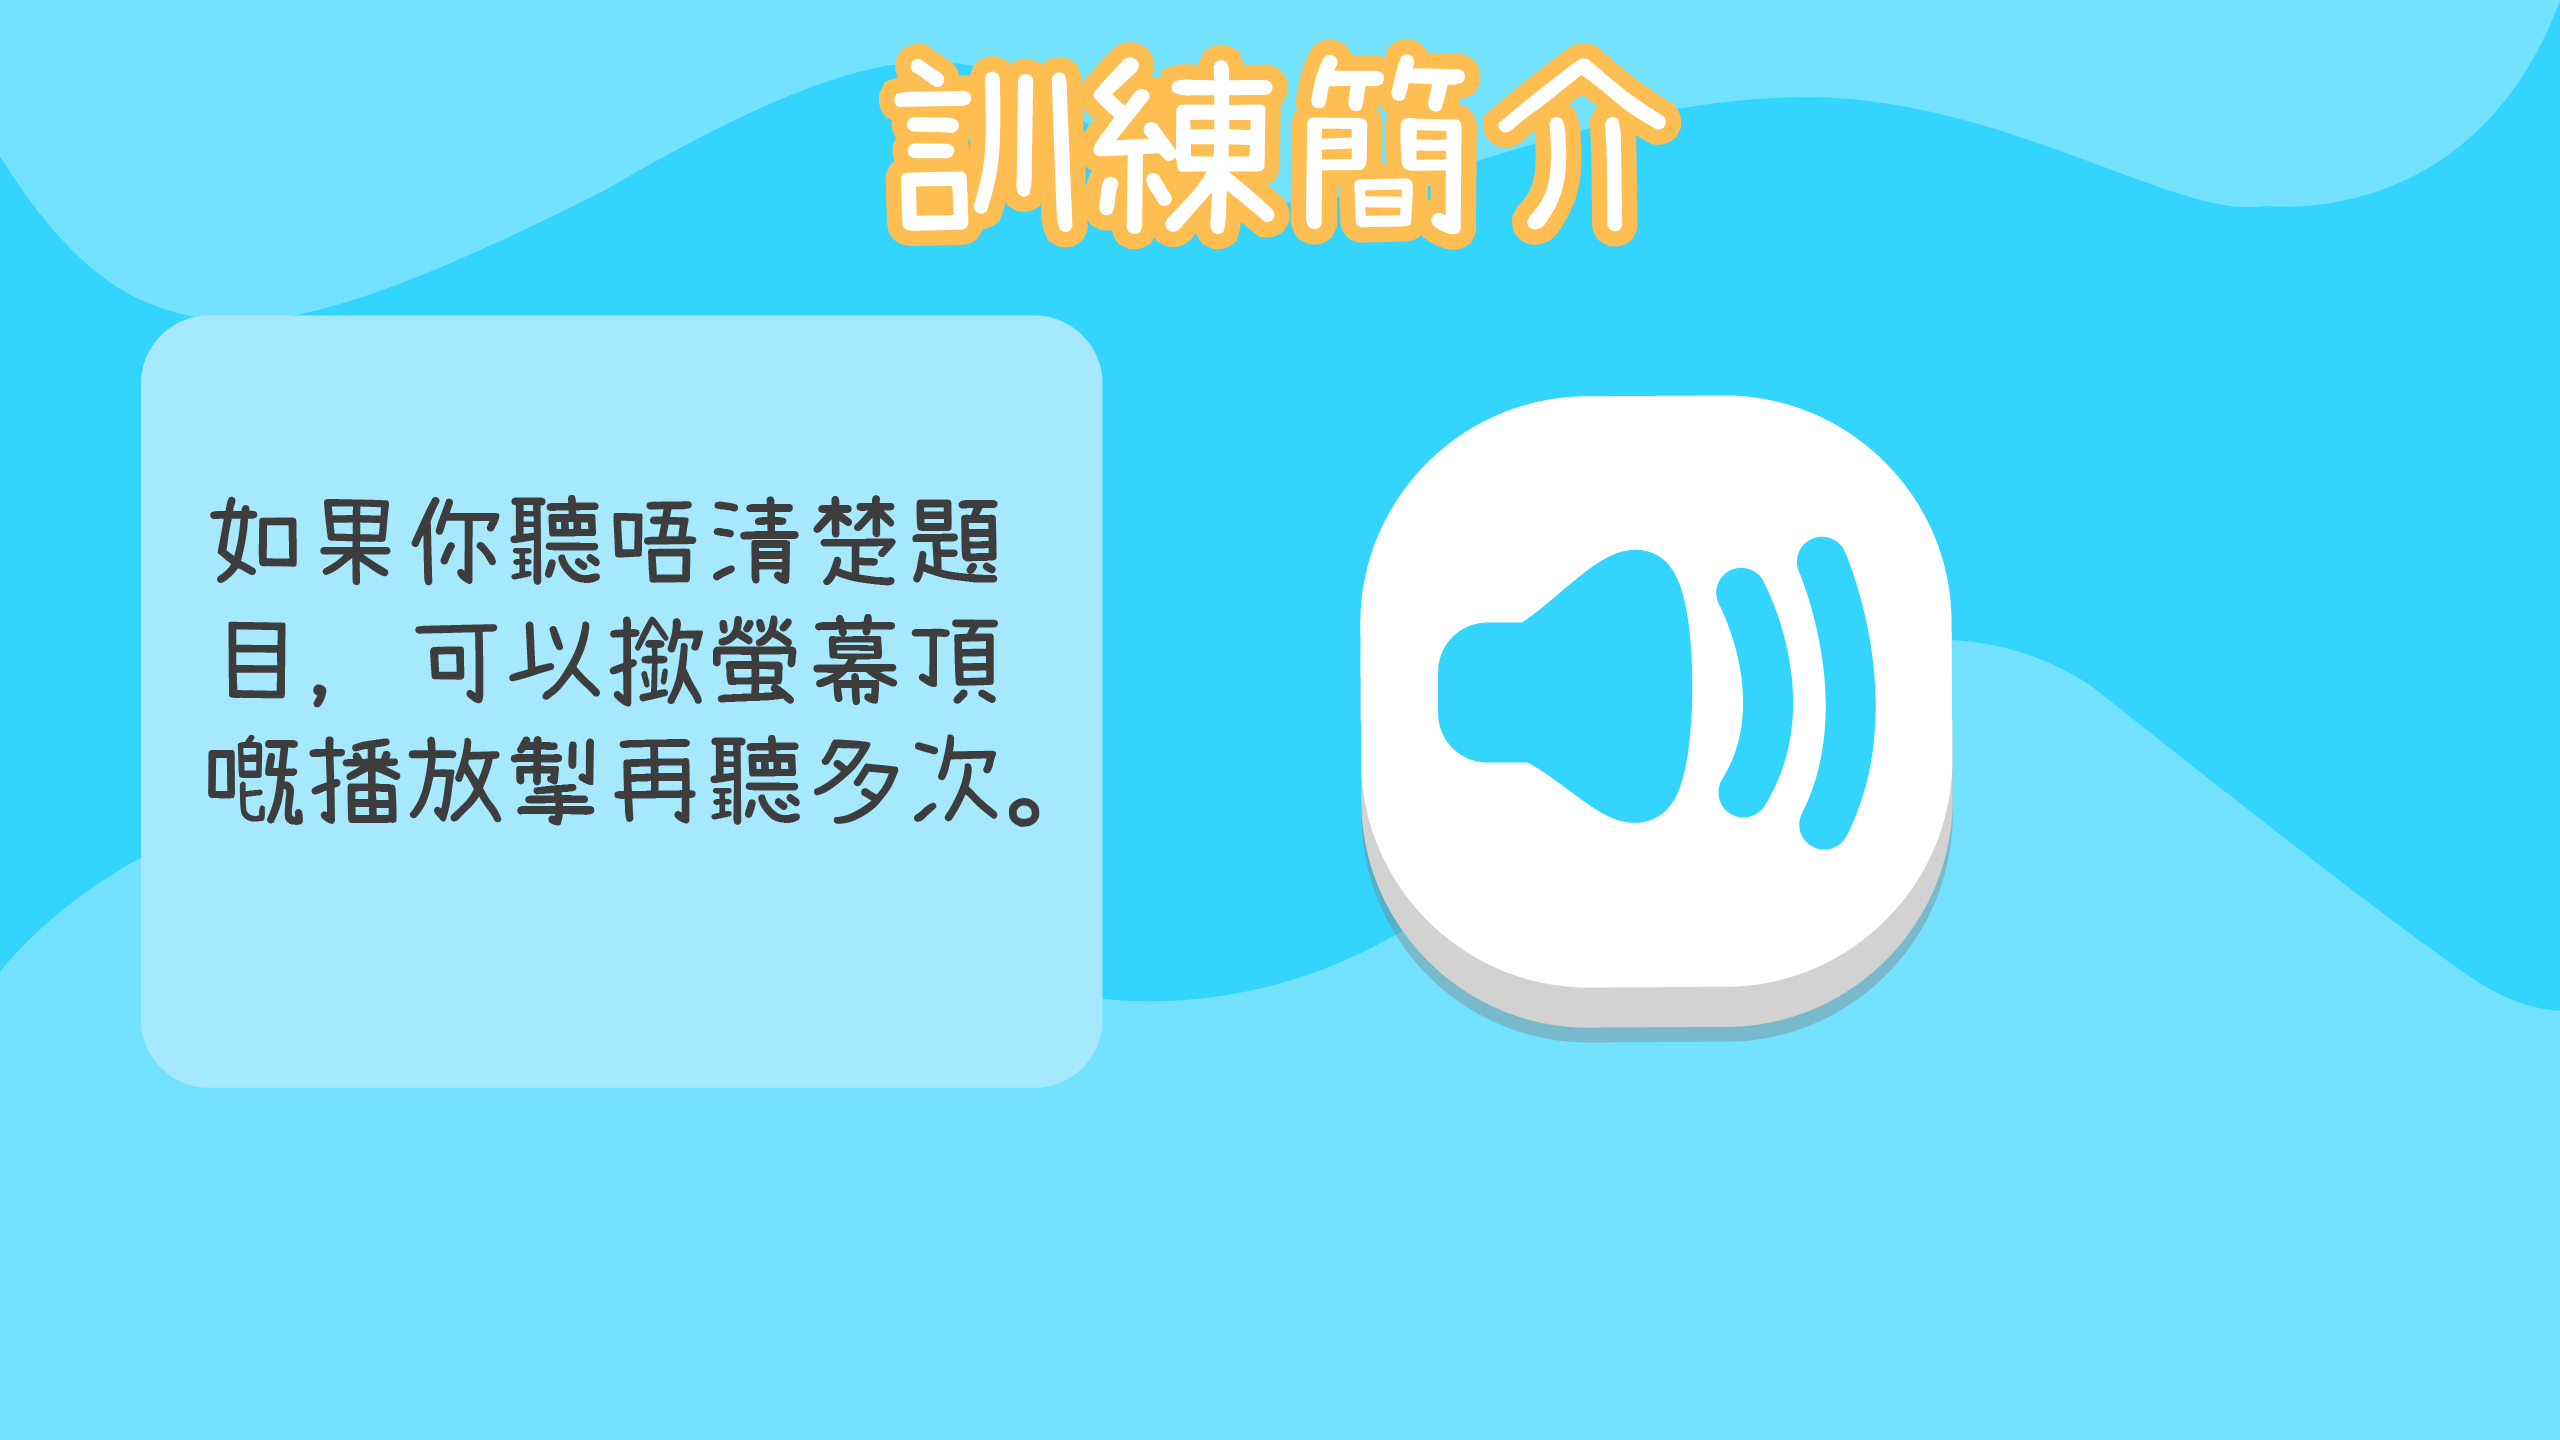 訓練簡介
如果你聽唔清楚題
目，可以撳螢幕頂
嘅播放掣再聽多次。